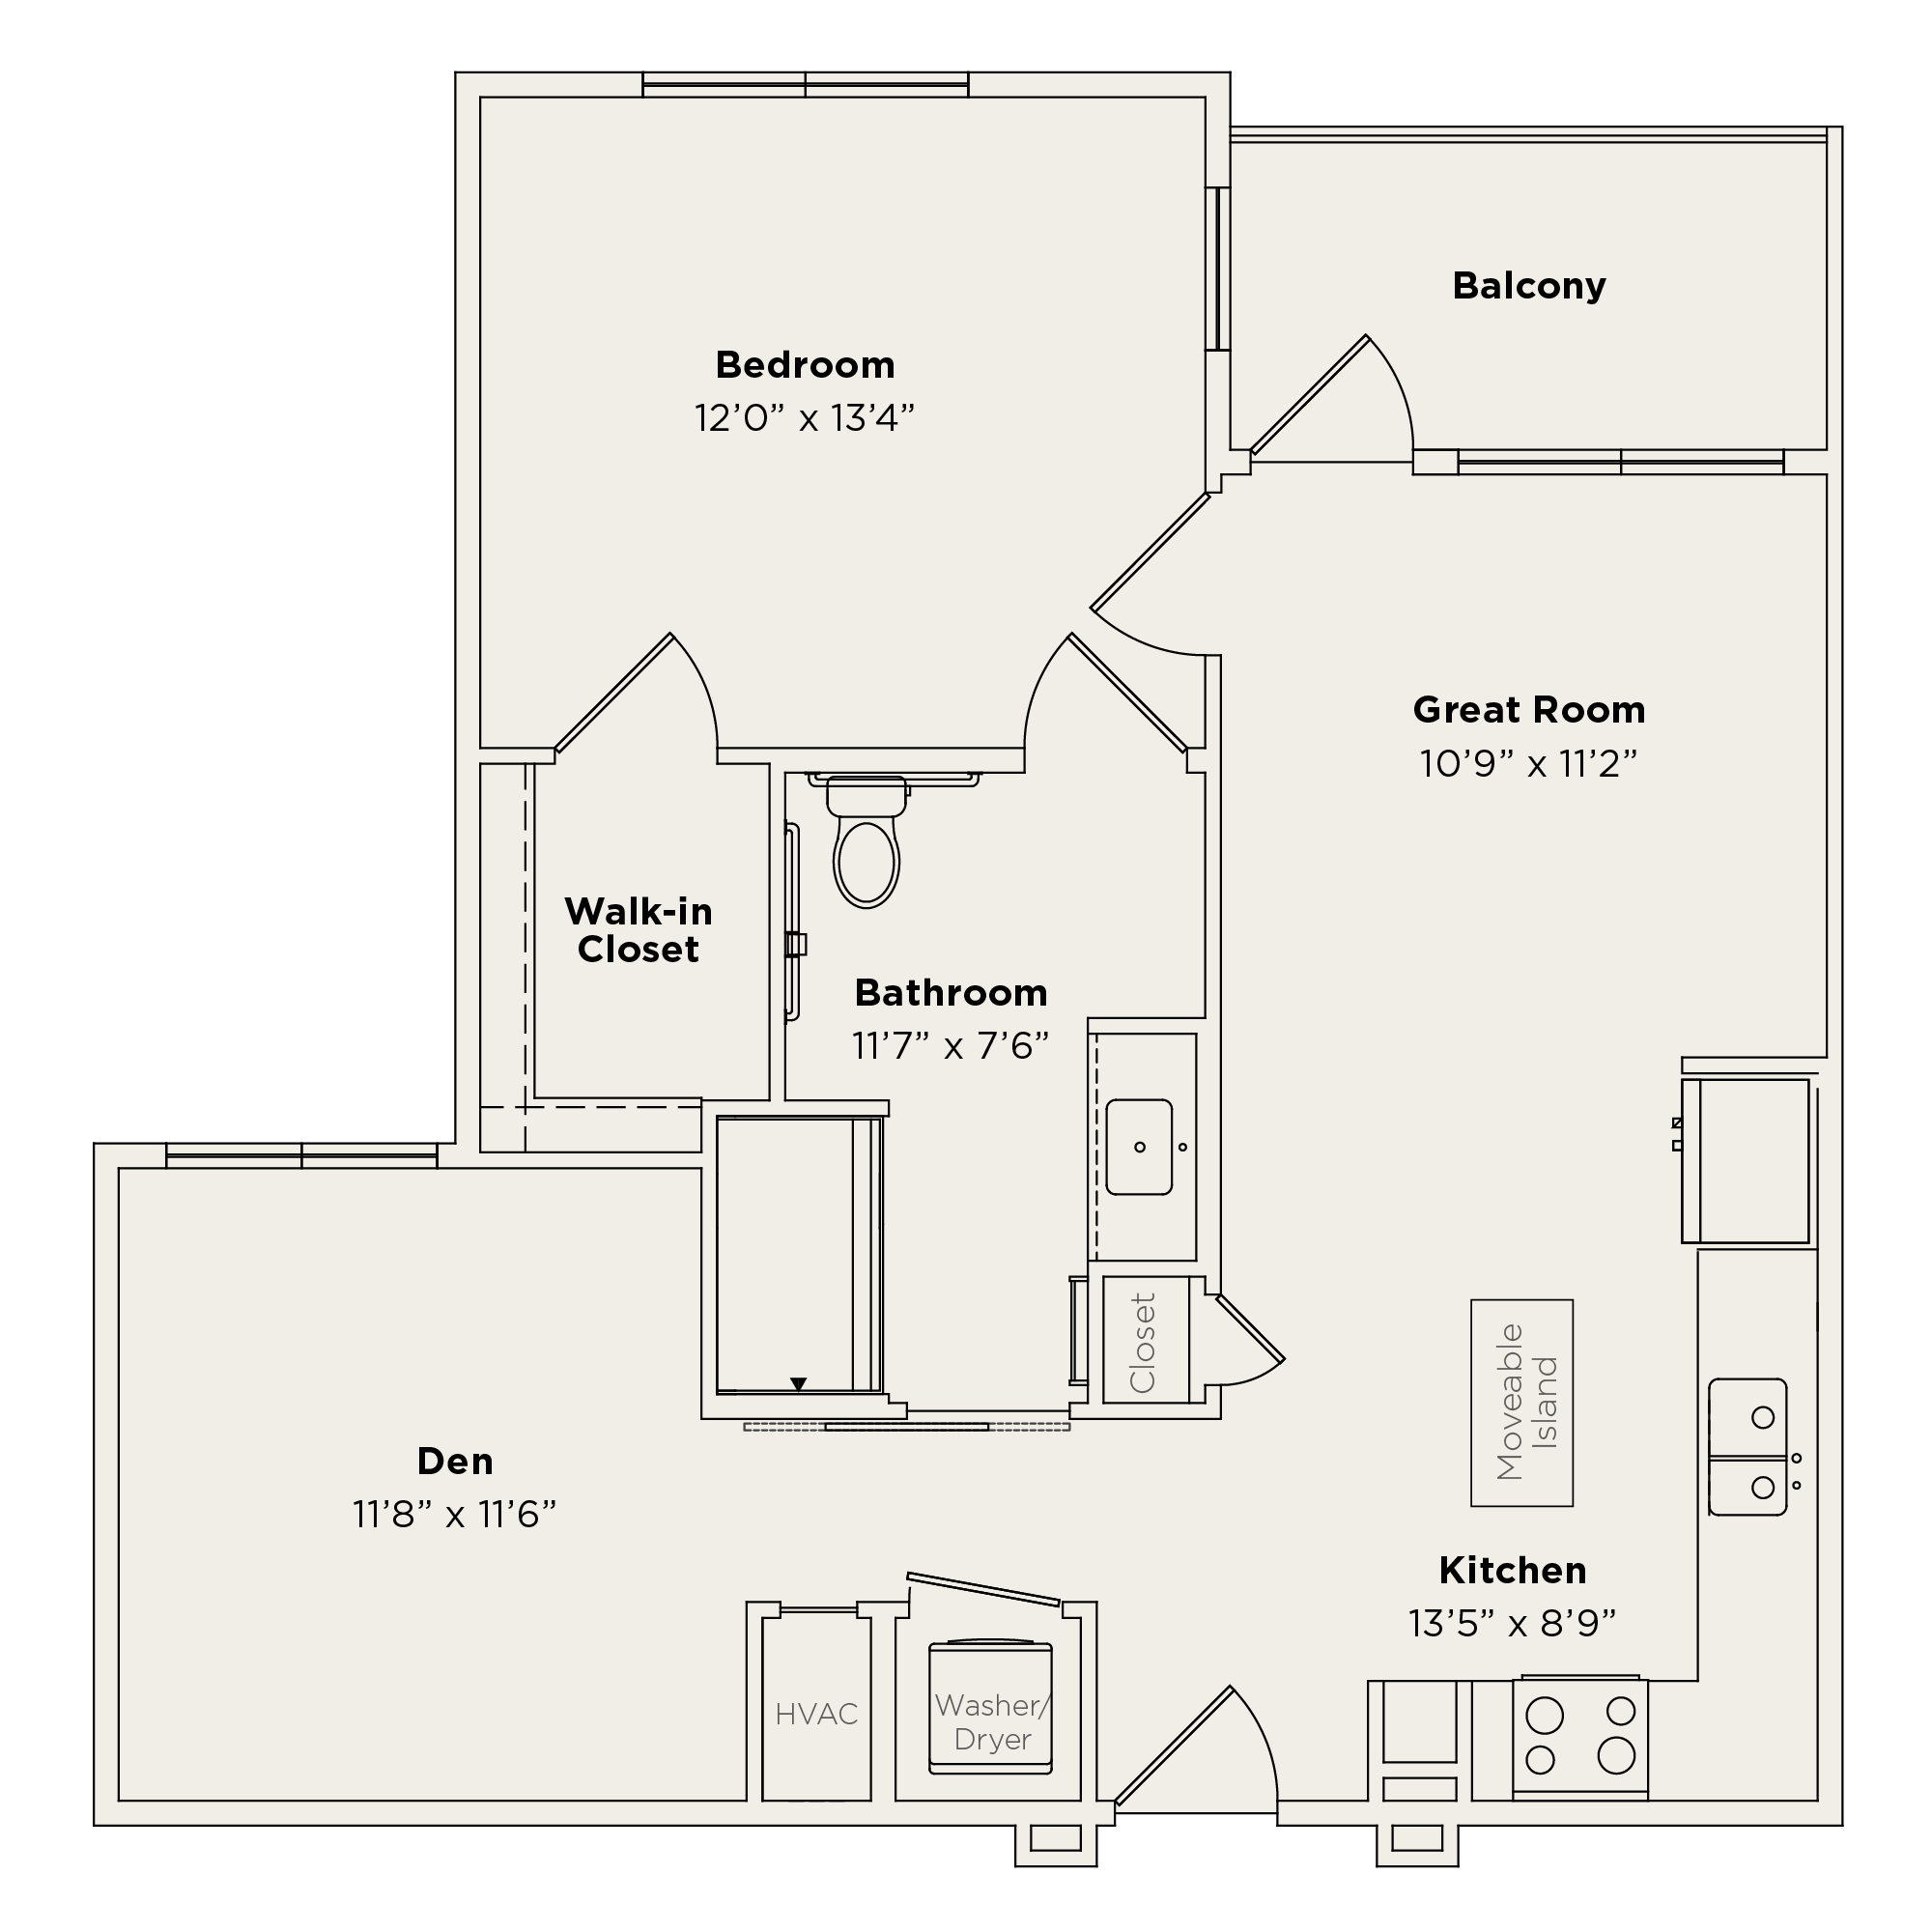 Balcony
Bedroom
12’0” x 13’4”
Great Room
10’9” x 11’2”
Walk-in
Closet
Bathroom
11’7” x 7’6”
Closet
Moveable
Island
Den
11’8” x 11’6”
Kitchen
13’5” x 8’9”
HVAC
Washer/
Dryer